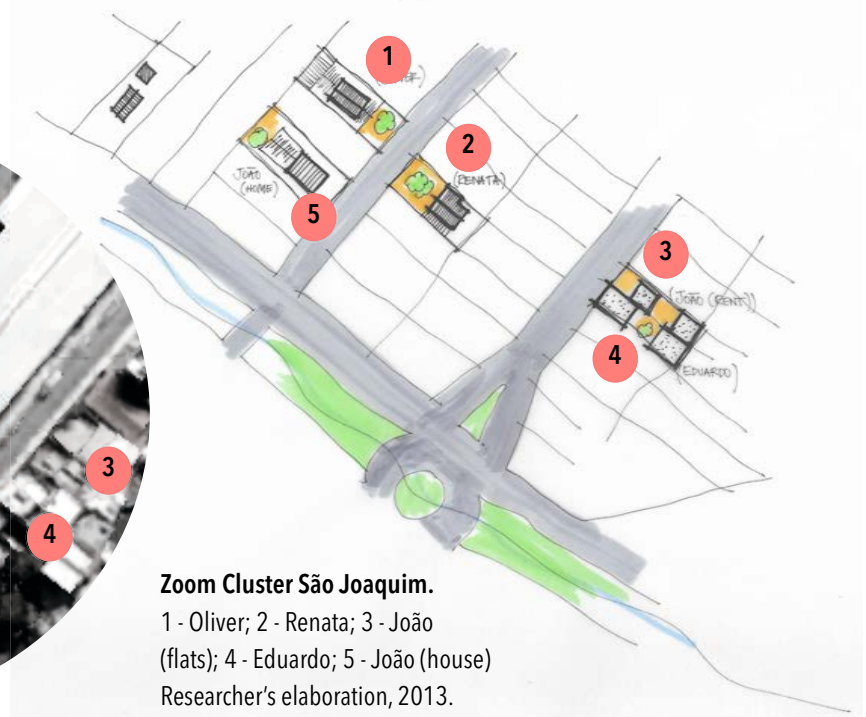 1
2
(RENATA)
JOÃO
(HOME)
5
3
(JOÃO (RENT))
4
(EDUARDO)
3
4
Zoom Cluster São Joaquim.
1 - Oliver; 2 - Renata; 3 - João
(flats); 4 - Eduardo; 5 - João (house)
Researcher's elaboration, 2013.